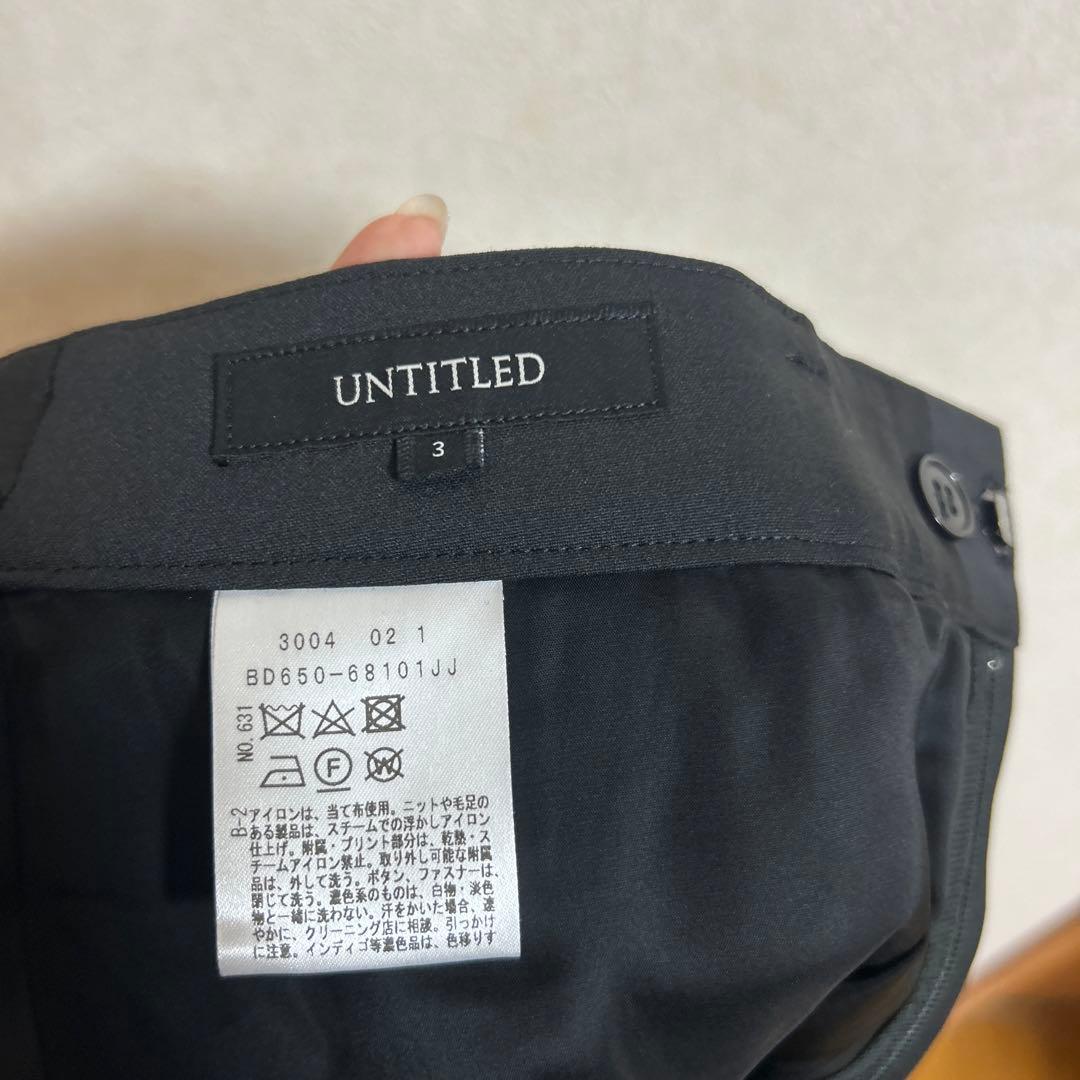 UNTITLED
3
3004 02 1
BD650-68101JJ
NO.631
F
W
B-2
アイロンは、当て布使用。ニットや毛足の
ある製品は、スチームでの浮かしアイロン
仕上げ。附属・プリント部分は、乾熱・ス
チームアイロン禁止。取り外し可能な附属
品は、外して洗う。ボタン、ファスナーは、
閉じて洗う。濃色系のものは、白物・淡色
物と一緒に洗わない。汗をかいた場合、速
やかに、クリーニング店に相談。引っかけ
に注意。インディゴ等濃色品は、色移りす